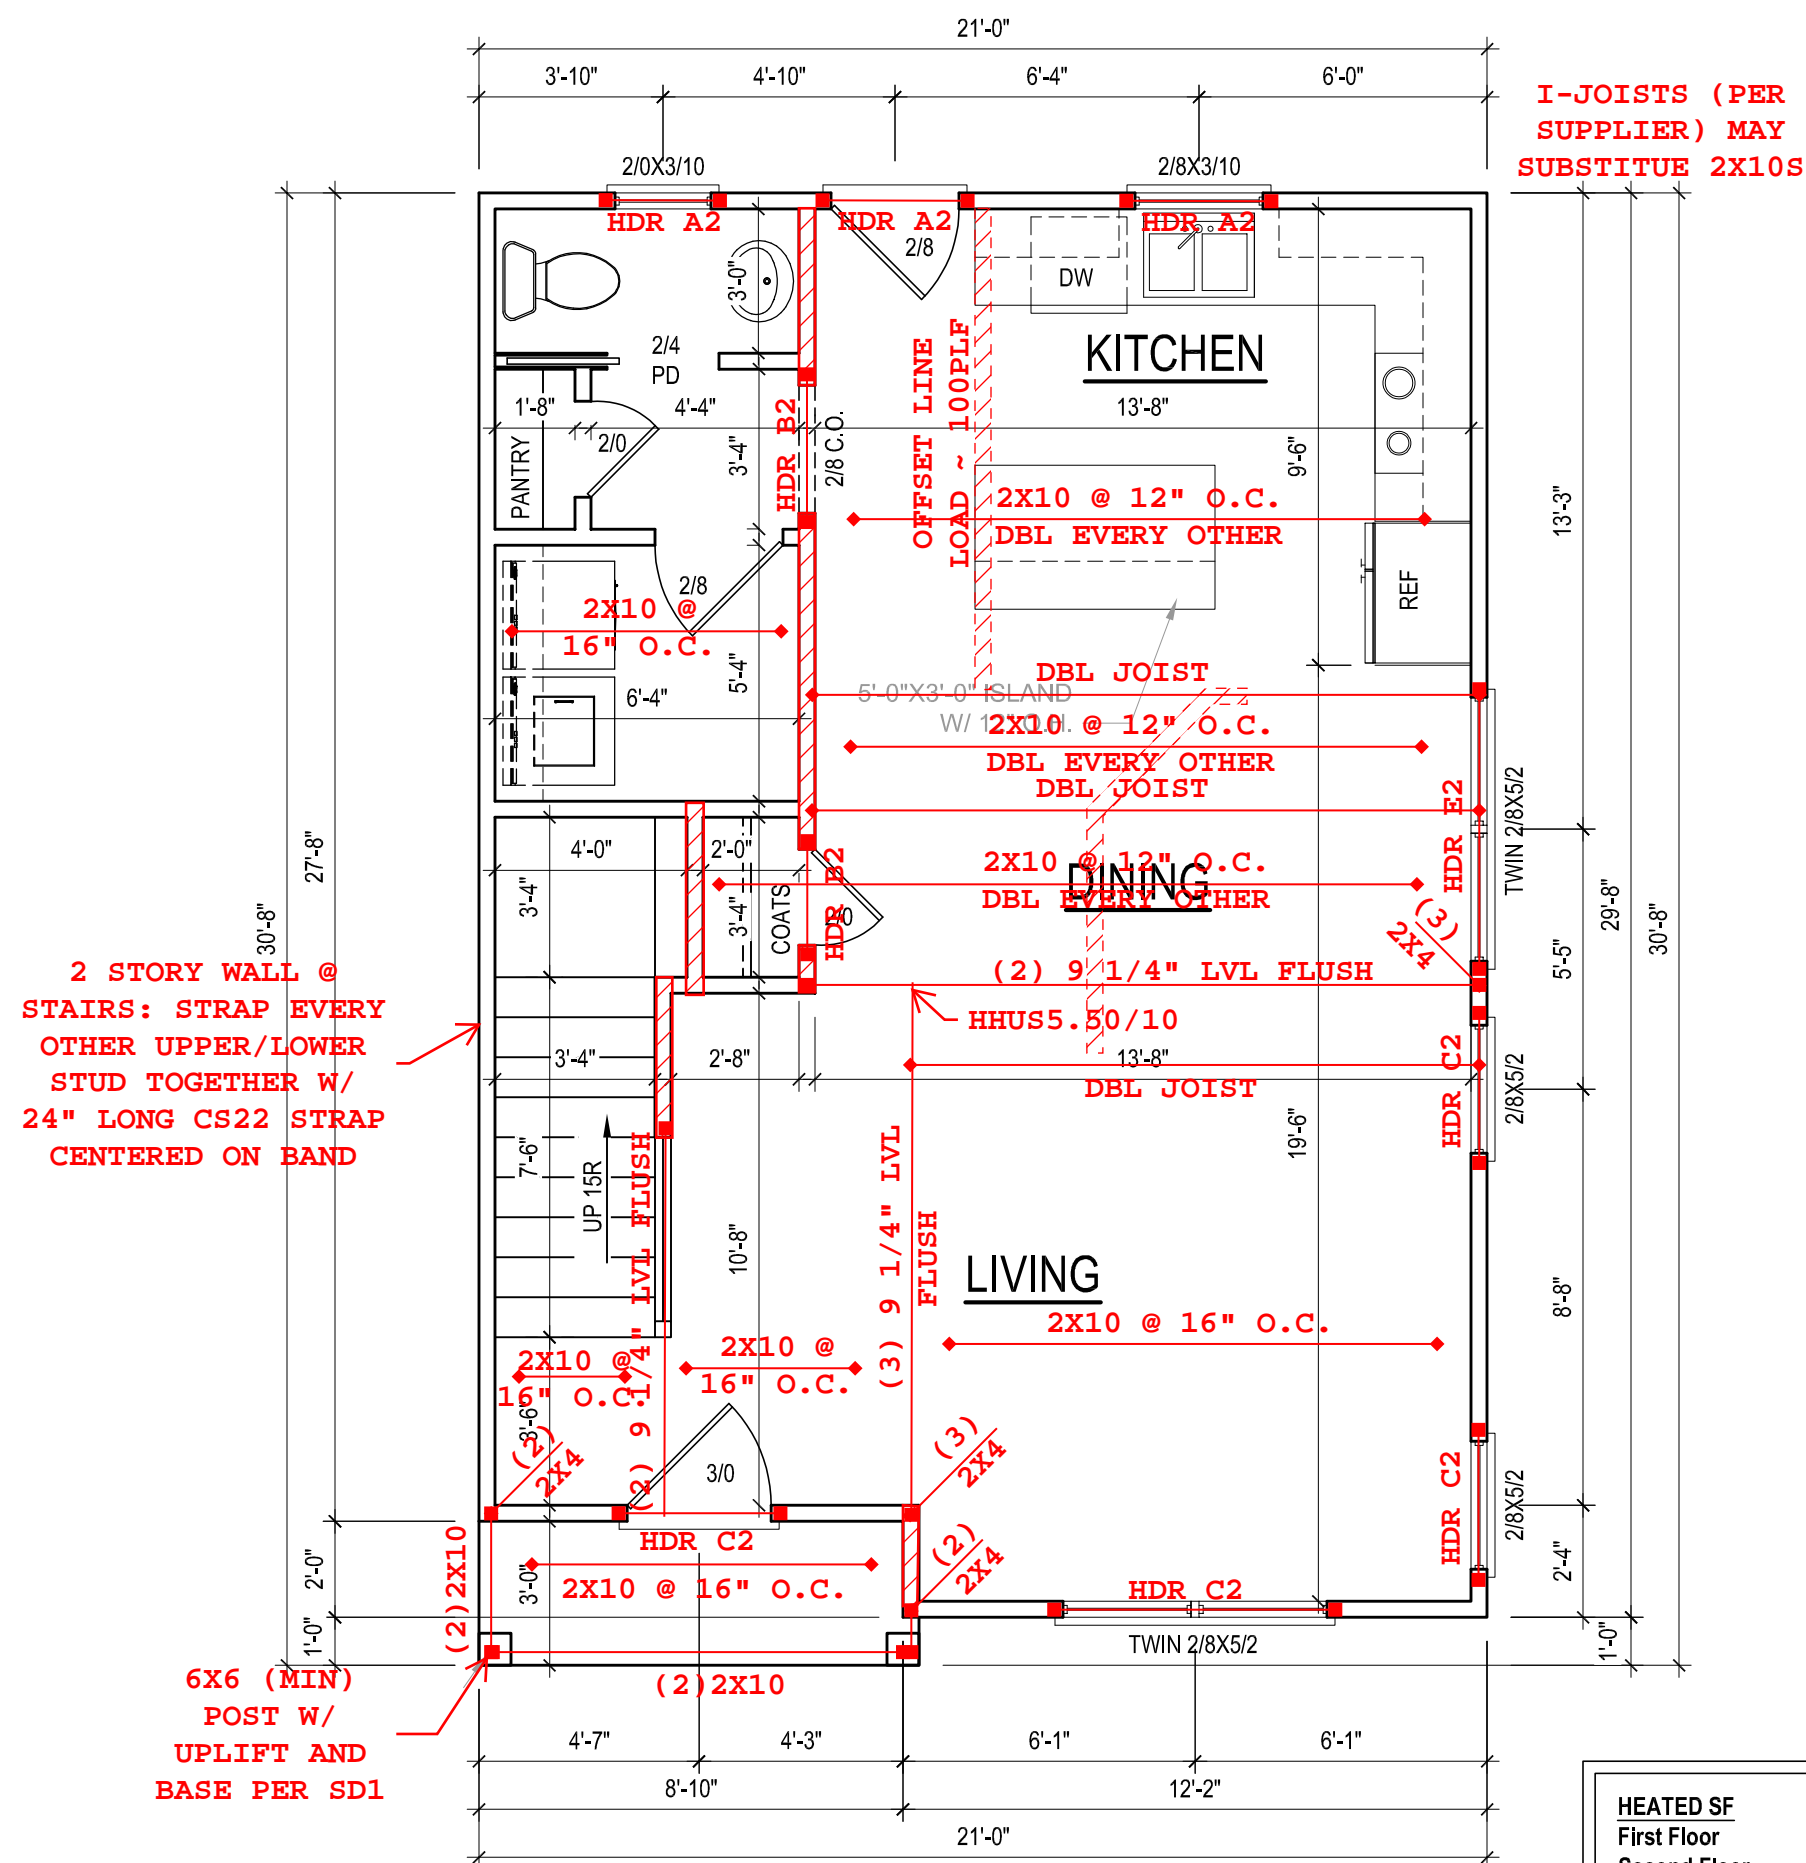 21'-0"
3'-10"
4'-10"
6'-4"
6'-0"
I-JOISTS (PER
SUPPLIER) MAY
SUBSTITUE 2X10S
2/0X3/10
2/8X3/10
HDR A2
HDR A2
HDR A2
2/8
DW
3'-0"
2/4
PD
KITCHEN
OFFSET LINE
LOAD ~ 100PLF
1'-8"
4'-4"
13'-8"
HDR B2
2/8 C.O.
2/0
PANTRY
3'-4"
9'-6"
2X10 @ 12" O.C.
DBL EVERY OTHER
13'-3"
REF
2/8
2X10 @
16" O.C.
5'-4"
6'-4"
DBL JOIST
5'-0"X3'-0" ISLAND
W/ 12" O.H.
2X10 @ 12" O.C.
DBL EVERY OTHER
DBL JOIST
HDR E2
TWIN 2/8X5/2
27'-8"
30'-8"
29'-8"
30'-8"
4'-0"
2'-0"
3'-4"
3'-4"
COATS
HDR B2
2X10 @ 12" O.C.
DINING
DBL EVERY OTHER
(3)
2X4
5'-5"
2 STORY WALL @
STAIRS: STRAP EVERY
OTHER UPPER/LOWER
STUD TOGETHER W/
24" LONG CS22 STRAP
CENTERED ON BAND
(2) 9 1/4" LVL FLUSH
HHUS5.50/10
3'-4"
2'-8"
13'-8"
DBL JOIST
HDR C2
2/8X5/2
7'-6"
UP 15R
(2) 9 1/4" LVL FLUSH
10'-8"
(3) 9 1/4" LVL
FLUSH
19'-6"
LIVING
8'-8"
2X10 @ 16" O.C.
2X10 @
16" O.C.
2X10 @
16" O.C.
3'-6"
(2)
2X4
3/0
(3)
2X4
HDR C2
2/8X5/2
HDR C2
2X10 @ 16" O.C.
(2)
2X4
HDR C2
TWIN 2/8X5/2
2'-0"
1'-0"
(2)2X10
3'-0"
2'-4"
1'-0"
(2)2X10
6X6 (MIN)
POST W/
UPLIFT AND
BASE PER SD1
4'-7"
4'-3"
6'-1"
6'-1"
8'-10"
12'-2"
21'-0"
HEATED SF
First Floor